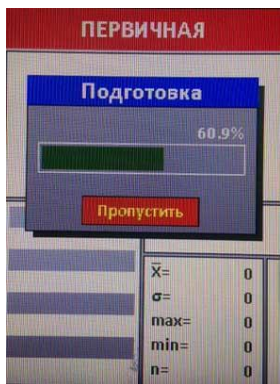 ПЕРВИЧНАЯ
Подготовка
60.9%
Пропустить
X̅= 0
σ= 0
max= 0
min= 0
n= 0